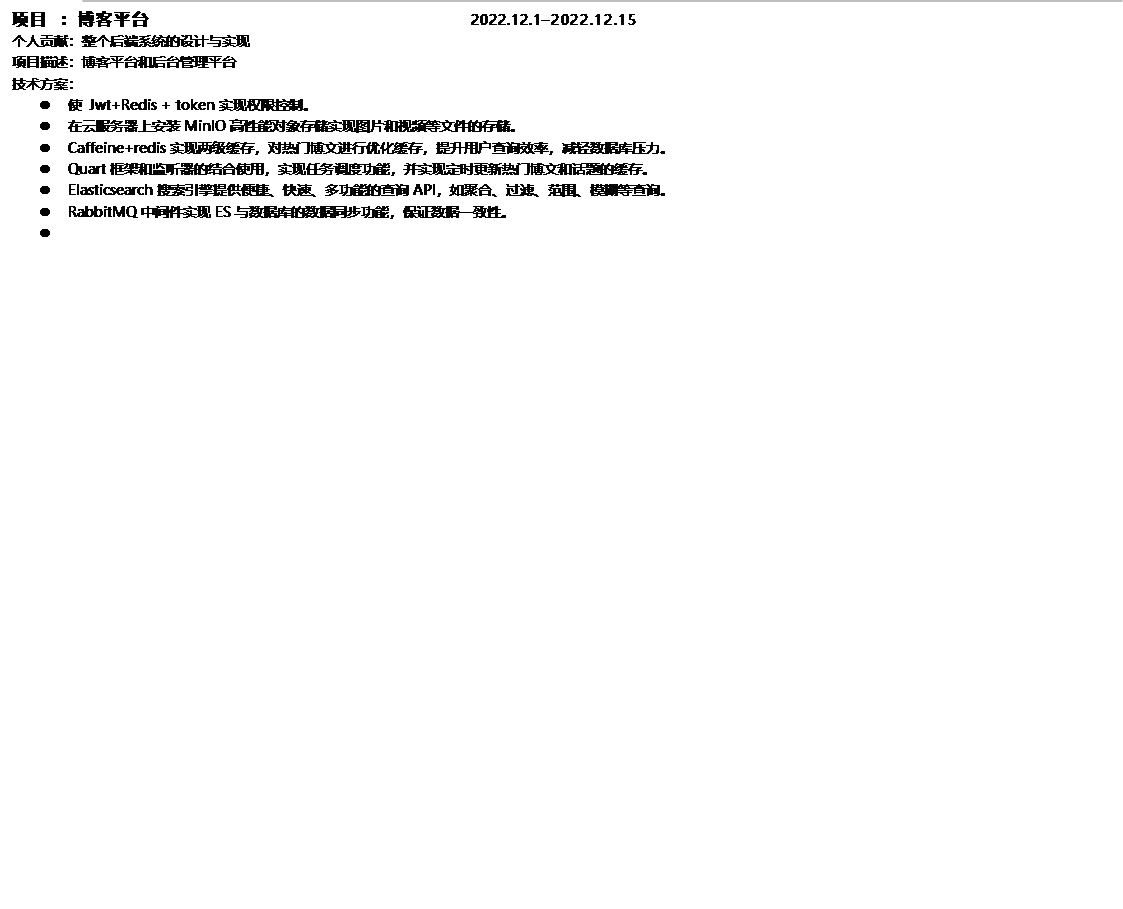 项目 ：博客平台 2022.12.1–2022.12.15
个人贡献：整个后端系统的设计与实现
项目描述：博客平台和后台管理平台
技术方案：
● 使 Jwt+Redis + token 实现权限控制。
● 在云服务器上安装 MinIO 高性能对象存储实现图片和视频等文件的存储。
● Caffeine+redis 实现两级缓存，对热门博文进行优化缓存，提升用户查询效率，减轻数据库压力。
● Quart 框架和监听器的结合使用，实现任务调度功能，并实现定时更新热门博文和话题的缓存。
● Elasticsearch 搜索引擎提供便捷、快速、多功能的查询 API，如聚合、过滤、范围、模糊等查询。
● RabbitMQ 中间件实现 ES 与数据库的数据同步功能，保证数据一致性。
●